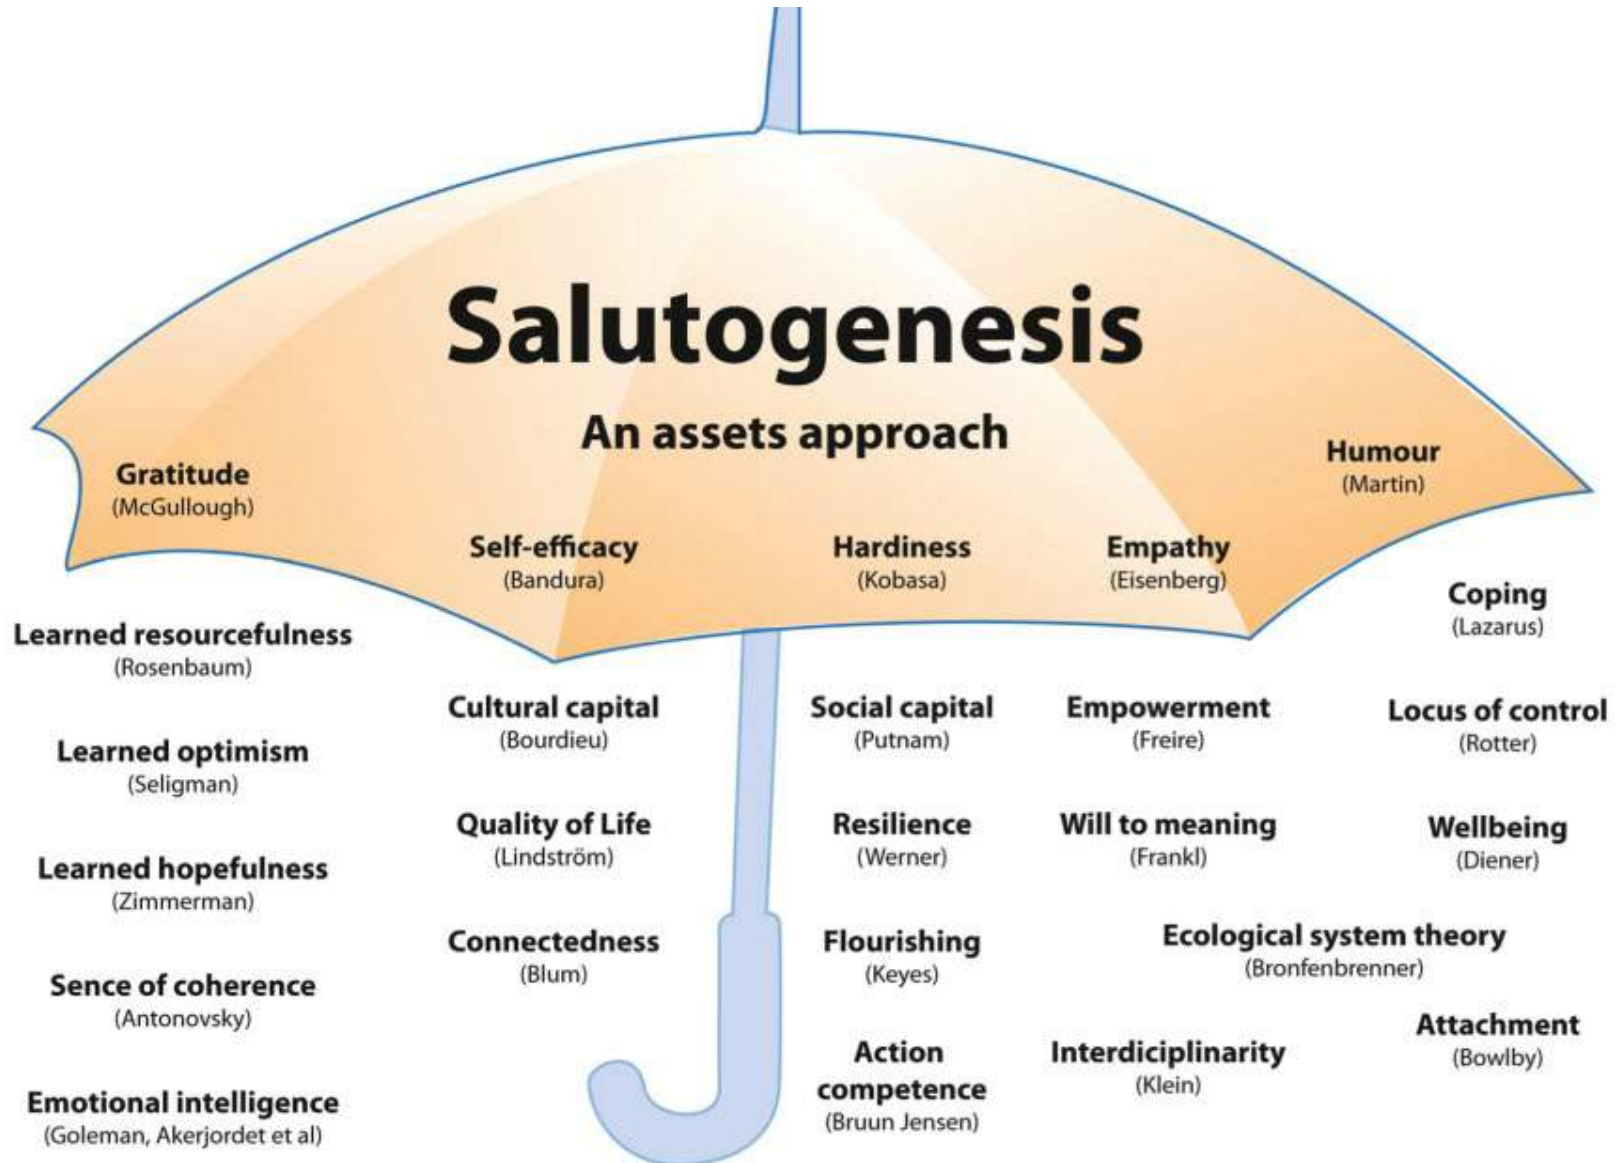 Salutogenesis
An assets approach
Gratitude
(McGullough)
Self-efficacy
(Bandura)
Hardiness
(Kobasa)
Empathy
(Eisenberg)
Humour
(Martin)
Learned resourcefulness
(Rosenbaum)
Learned optimism
(Seligman)
Learned hopefulness
(Zimmerman)
Sence of coherence
(Antonovsky)
Emotional intelligence
(Goleman, Akerjordet et al)
Cultural capital
(Bourdieu)
Quality of Life
(Lindström)
Connectedness
(Blum)
Social capital
(Putnam)
Resilience
(Werner)
Flourishing
(Keyes)
Action
competence
(Bruun Jensen)
Empowerment
(Freire)
Will to meaning
(Frankl)
Ecological system theory
(Bronfenbrenner)
Interdiciplinarity
(Klein)
Coping
(Lazarus)
Locus of control
(Rotter)
Wellbeing
(Diener)
Attachment
(Bowlby)